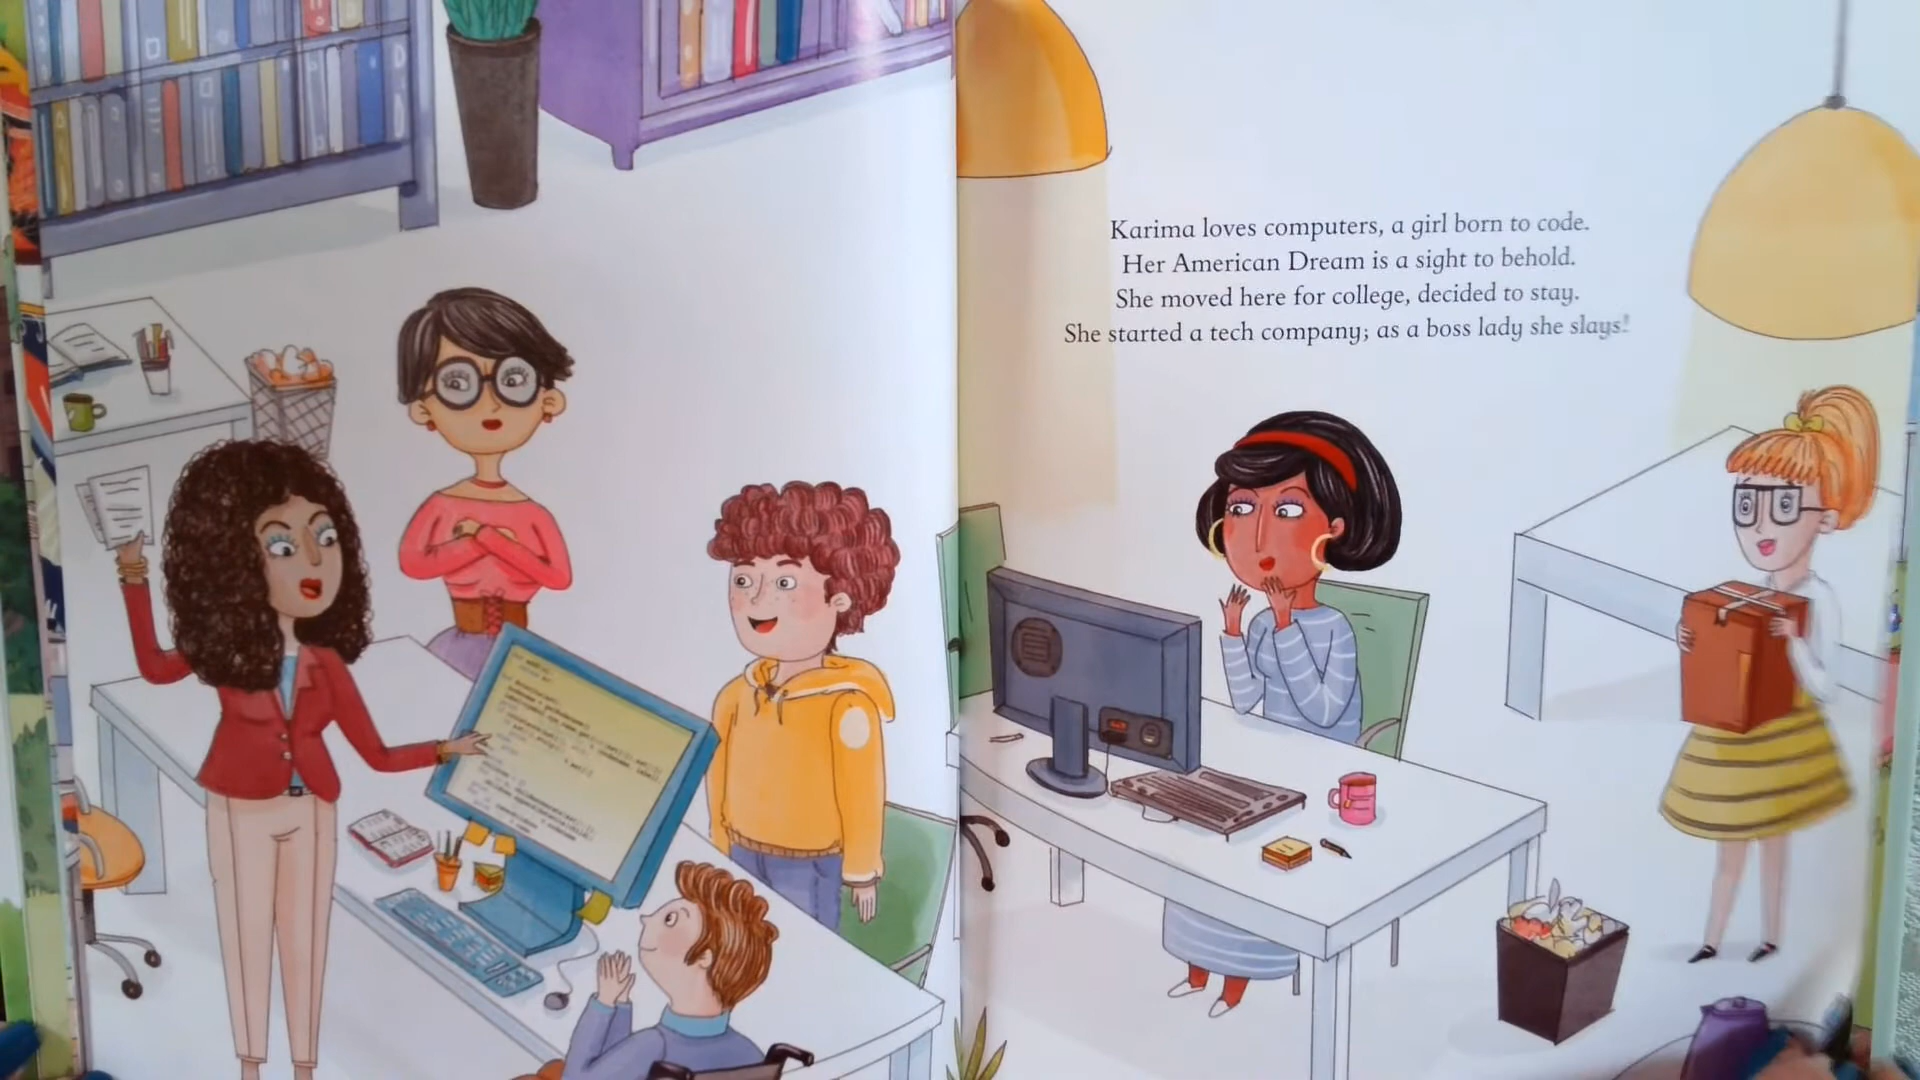 Karima loves computers, a girl born to code.
Her American Dream is a sight to behold.
She moved here for college, decided to stay.
She started a tech company; as a boss lady she slays!